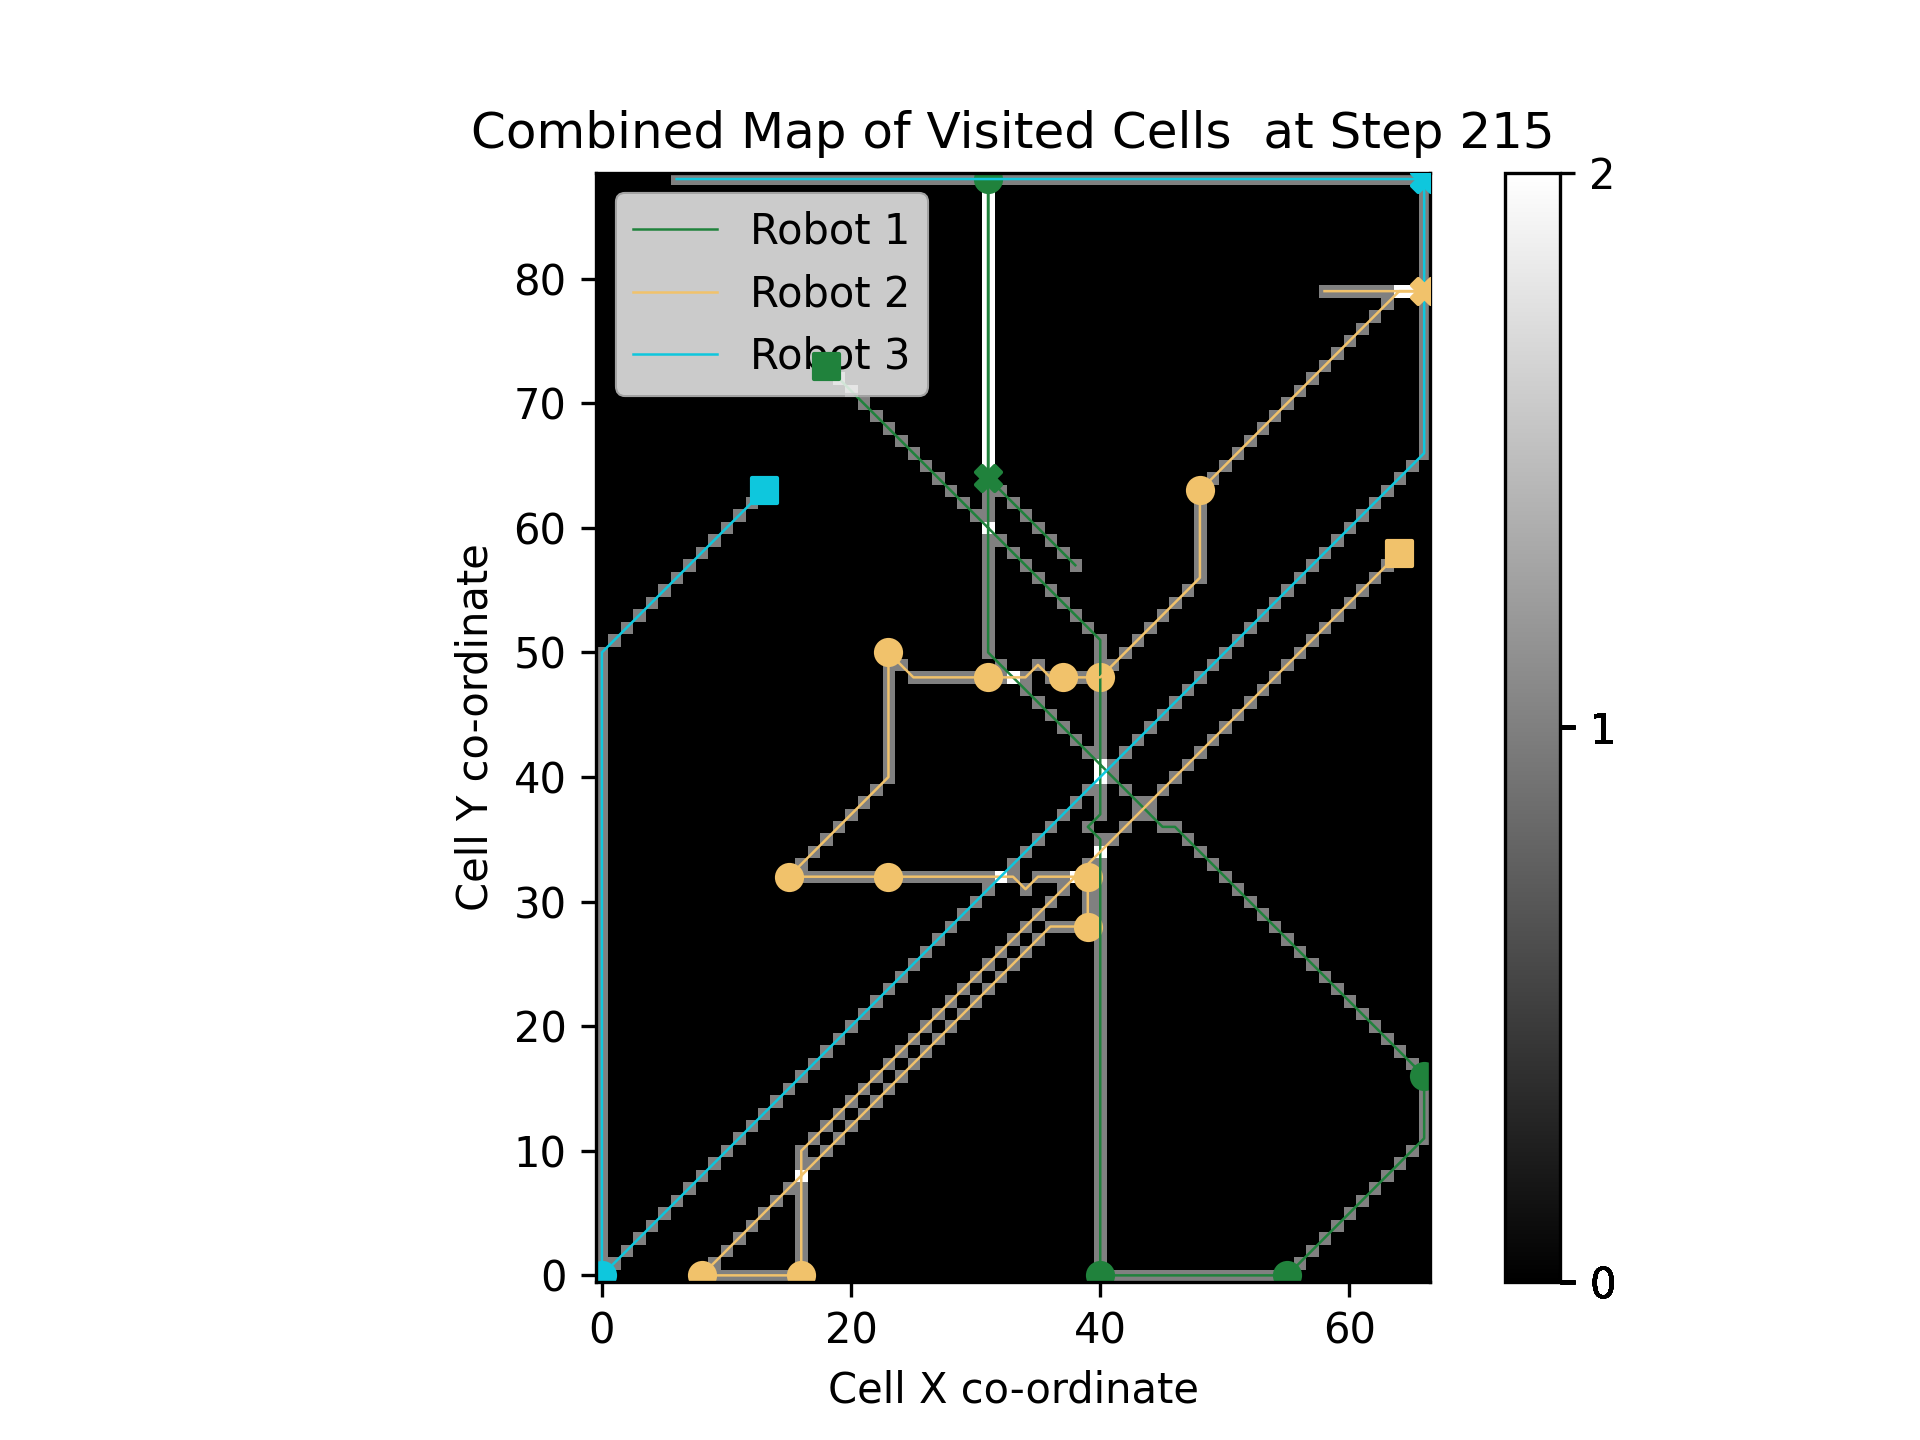 Combined Map of Visited Cells  at Step 215
Robot 1
Robot 2
Robot 3
Cell Y co-ordinate
80
70
60
50
40
30
20
10
0
0 20 40 60
Cell X co-ordinate
2
1
0